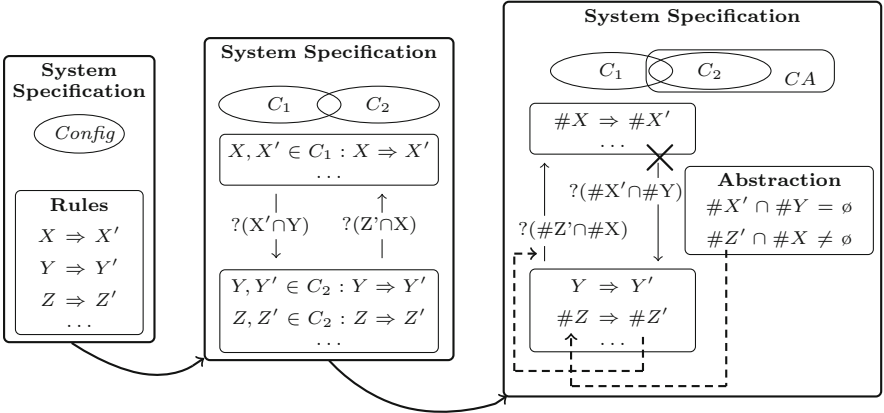 System
Specification
Config
Rules
X ⇒ X′
Y ⇒ Y′
Z ⇒ Z′
...
System Specification
C1 C2
X, X′ ∈ C1 : X ⇒ X′
...
?(X′∩Y) ?(Z'∩X)
Y, Y′ ∈ C2 : Y ⇒ Y′
Z, Z′ ∈ C2 : Z ⇒ Z′
...
System Specification
C1 C2 CA
#X ⇒ #X′
...
?(#X′∩#Y)
?(#Z'∩#X)
Abstraction
#X′ ∩ #Y = ø
#Z′ ∩ #X ≠ ø
Y ⇒ Y′
#Z ⇒ #Z′
...